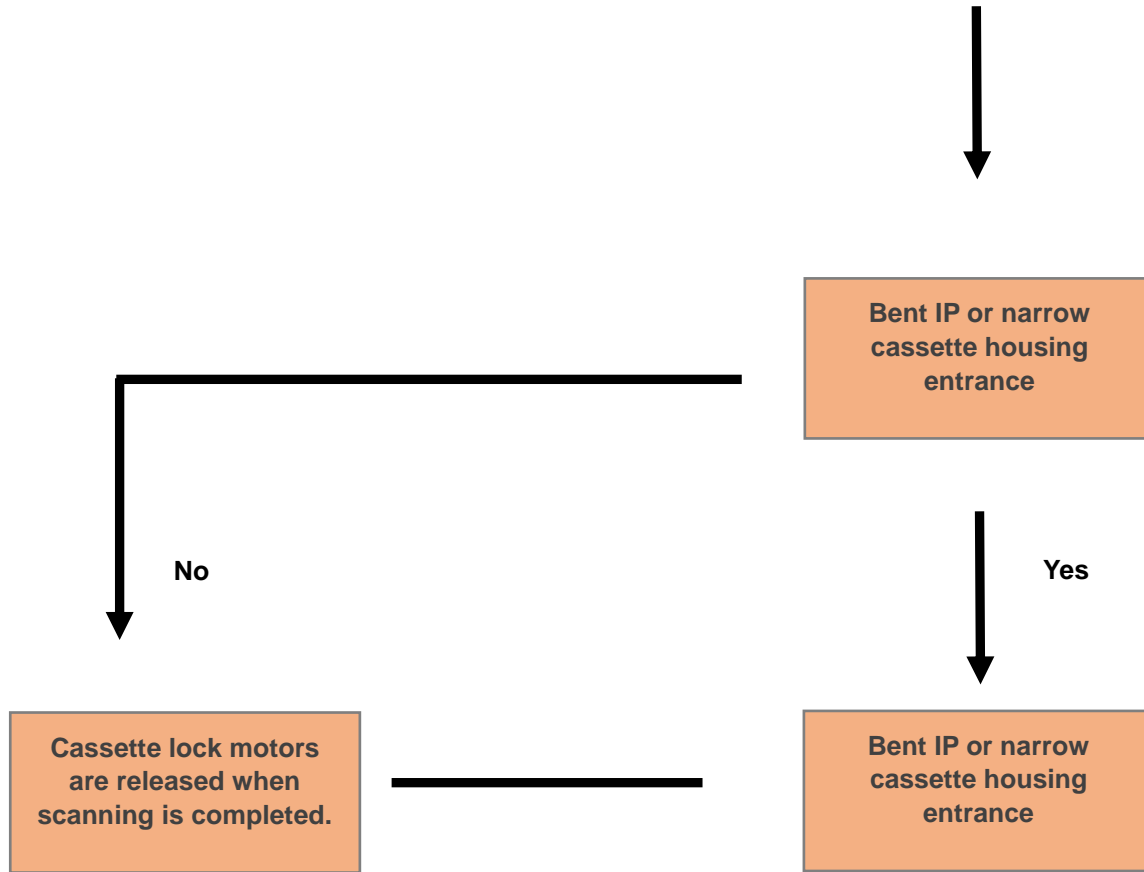 Bent IP or narrow
cassette housing
entrance
No
Yes
Cassette lock motors
are released when
scanning is completed.
Bent IP or narrow
cassette housing
entrance